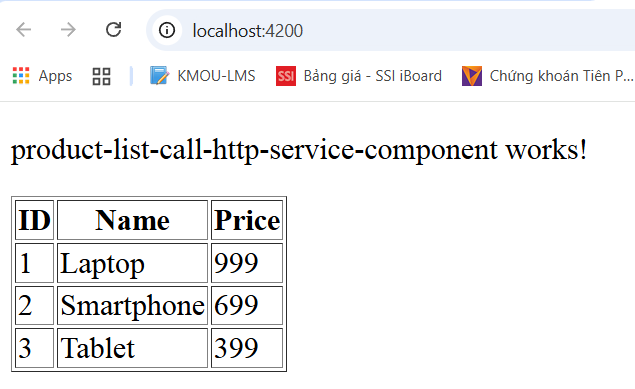 localhost:4200
Apps KMOU-LMS SSI Bảng giá - SSI iBoard Chứng khoán Tiên P...
product-list-call-http-service-component works!
ID Name Price
1 Laptop 999
2 Smartphone 699
3 Tablet 399